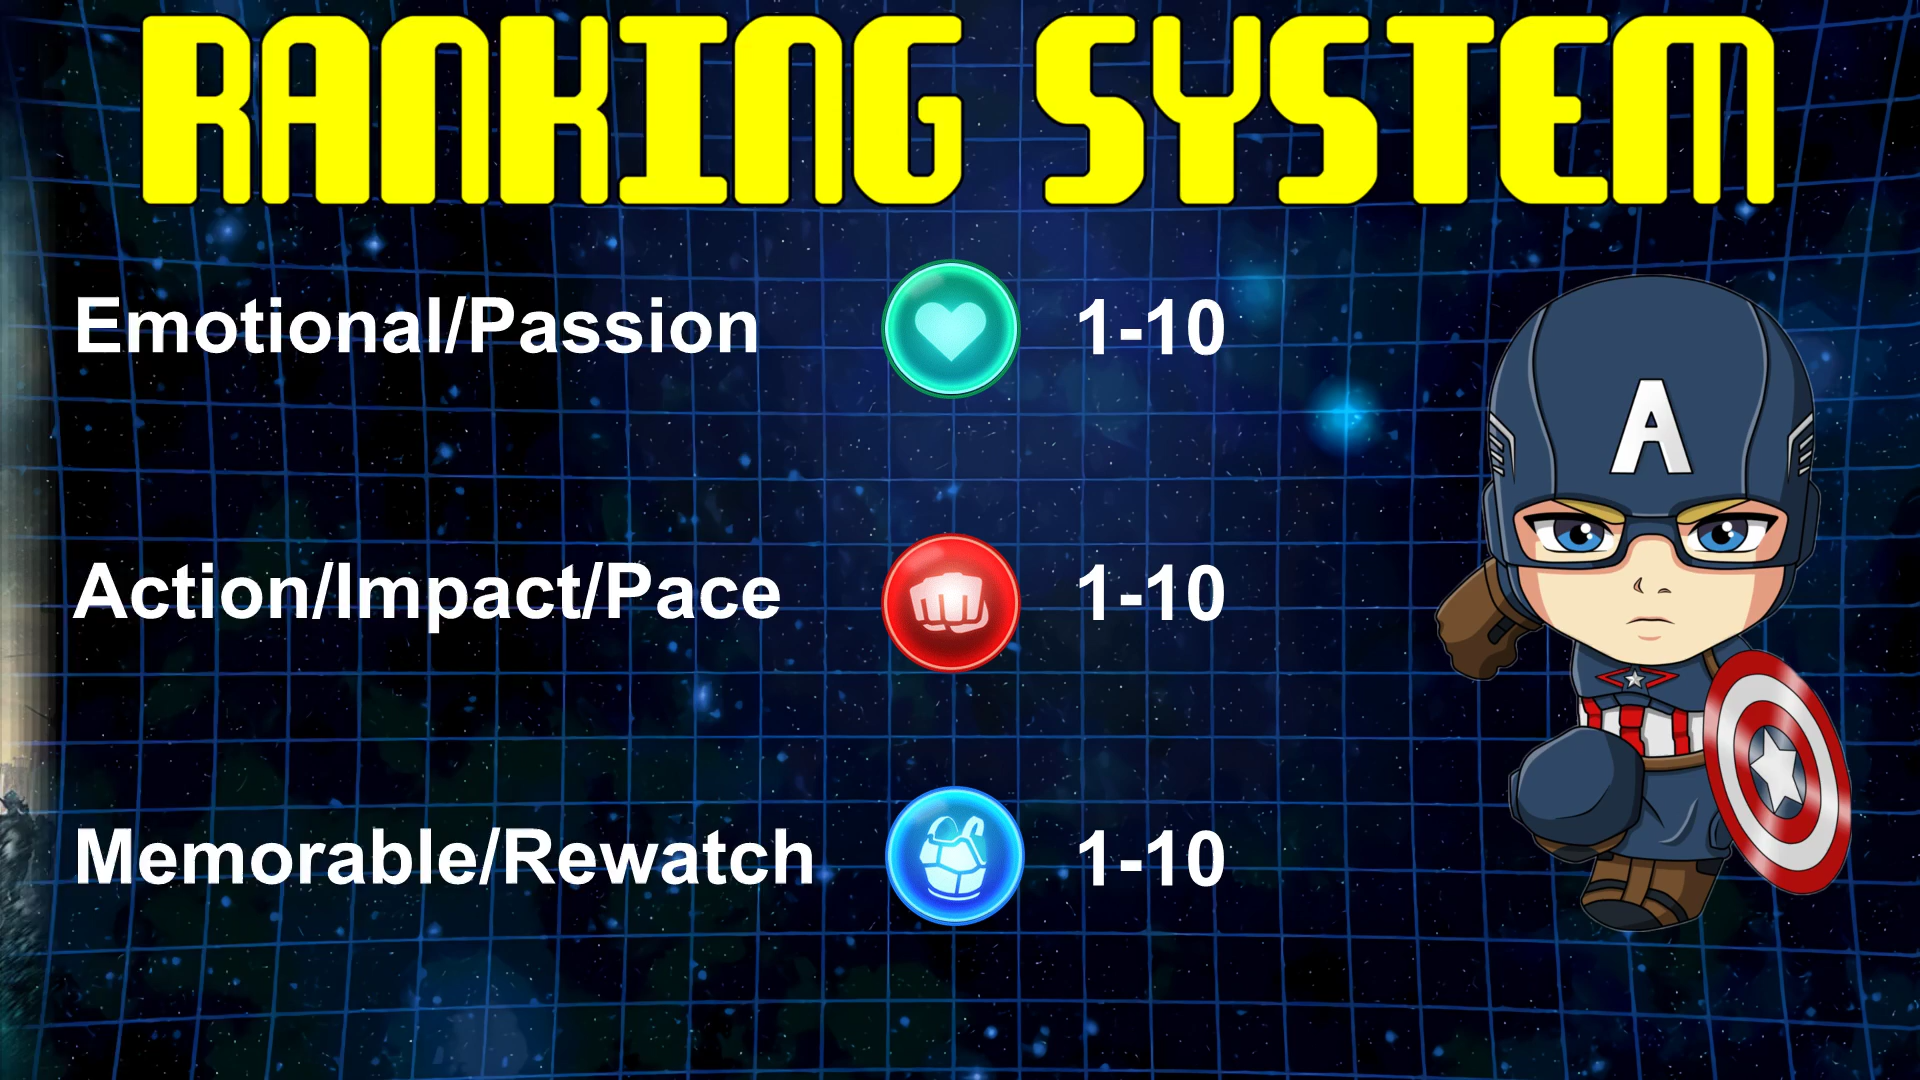 RANKING SYSTEM
Emotional/Passion 1-10
A
Action/Impact/Pace 1-10
Memorable/Rewatch 1-10